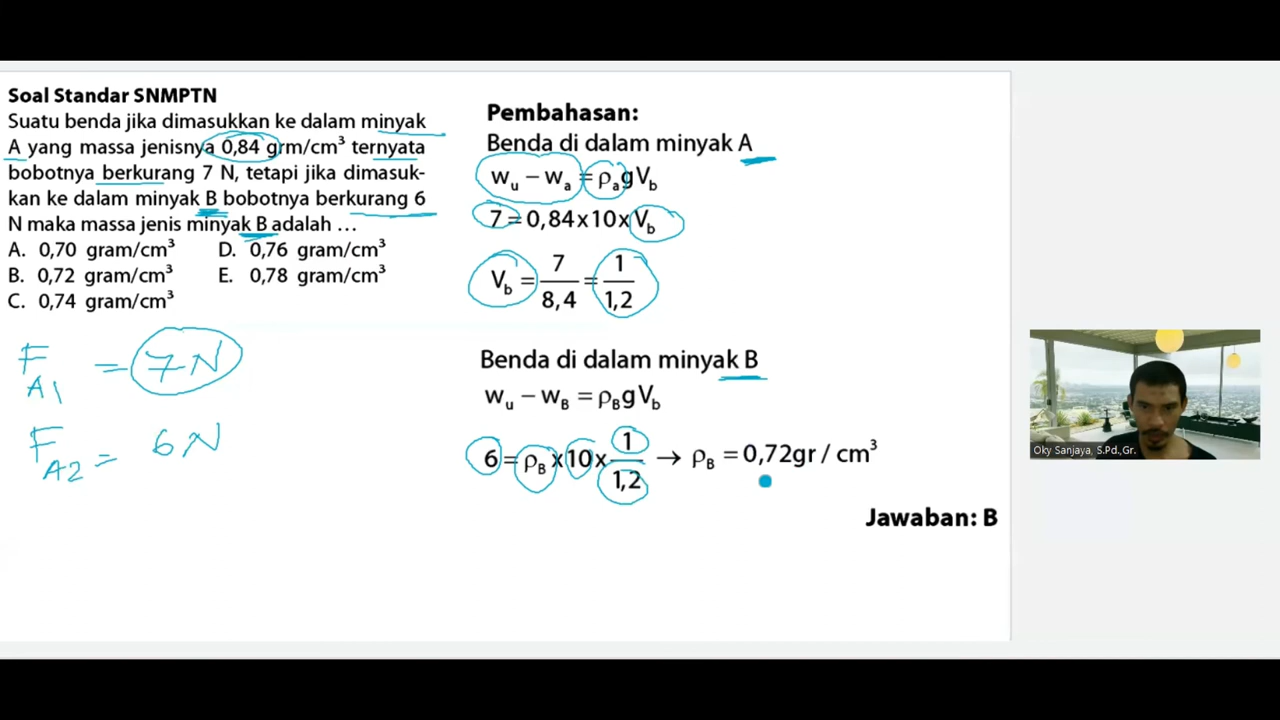 Soal Standar SNMPTN
Suatu benda jika dimasukkan ke dalam minyak
A yang massa jenisnya 0,84 grm/cm³ ternyata
bobotnya berkurang 7 N, tetapi jika dimasuk-
kan ke dalam minyak B bobotnya berkurang 6
N maka massa jenis minyak B adalah ...
A. 0,70 gram/cm³ D. 0,76 gram/cm³
B. 0,72 gram/cm³ E. 0,78 gram/cm³
C. 0,74 gram/cm³
F_A1 = 7N
F_A2 = 6N
Pembahasan:
Benda di dalam minyak A
w_u − w_a = ρ_a g V_b
7 = 0,84 x 10 x V_b
V_b = 7/8,4 = 1/1,2
Benda di dalam minyak B
w_u − w_B = ρ_B g V_b
6 = ρ_B x 10 x 1/1,2 → ρ_B = 0,72gr / cm³
Jawaban: B
Oky Sanjaya, S.Pd.,Gr.